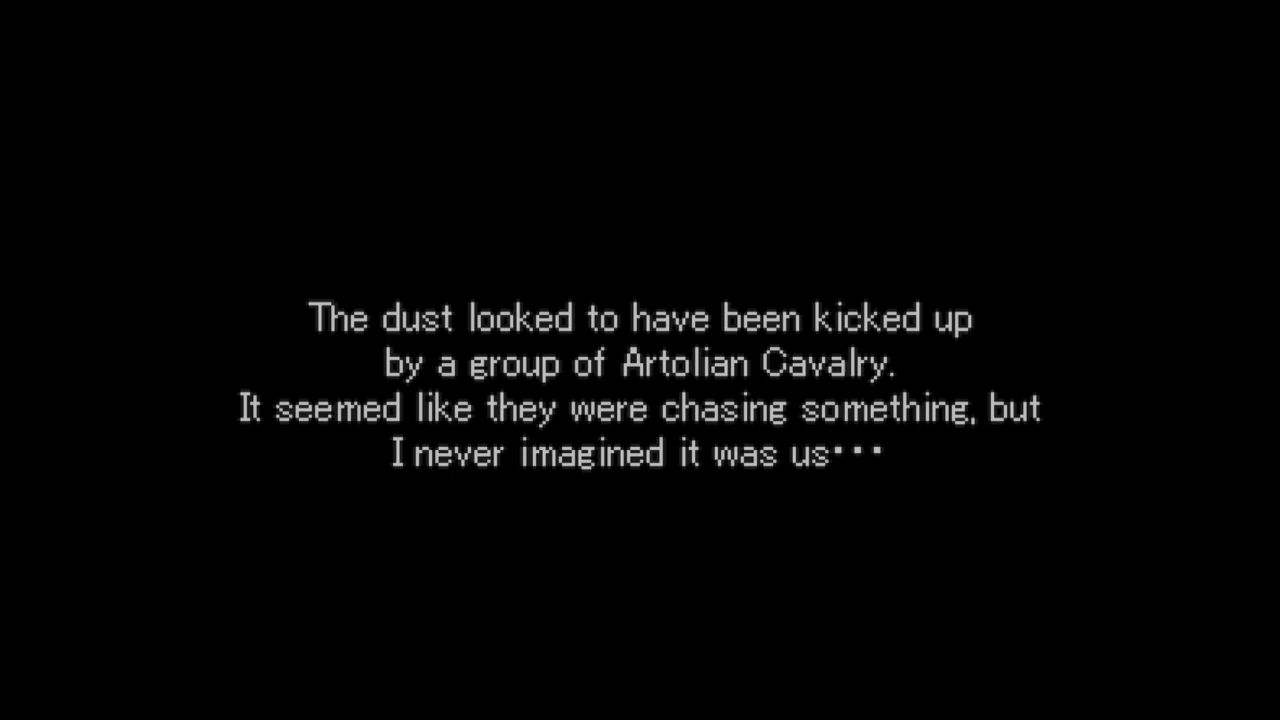 The dust looked to have been kicked up
by a group of Artolian Cavalry.
It seemed like they were chasing something, but
I never imagined it was us･･･